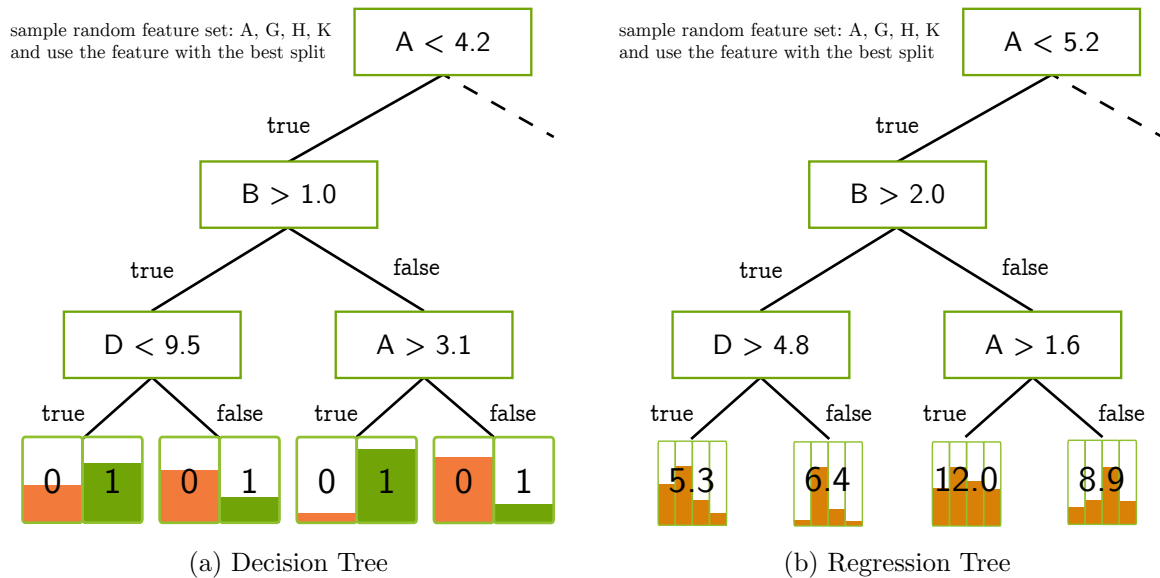 sample random feature set: A, G, H, K
and use the feature with the best split
A < 4.2
true
B > 1.0
true
false
D < 9.5
A > 3.1
true
false
true
false
0
1
0
1
0
1
0
1
(a) Decision Tree
sample random feature set: A, G, H, K
and use the feature with the best split
A < 5.2
true
B > 2.0
true
false
D > 4.8
A > 1.6
true
false
true
false
5.3
6.4
12.0
8.9
(b) Regression Tree